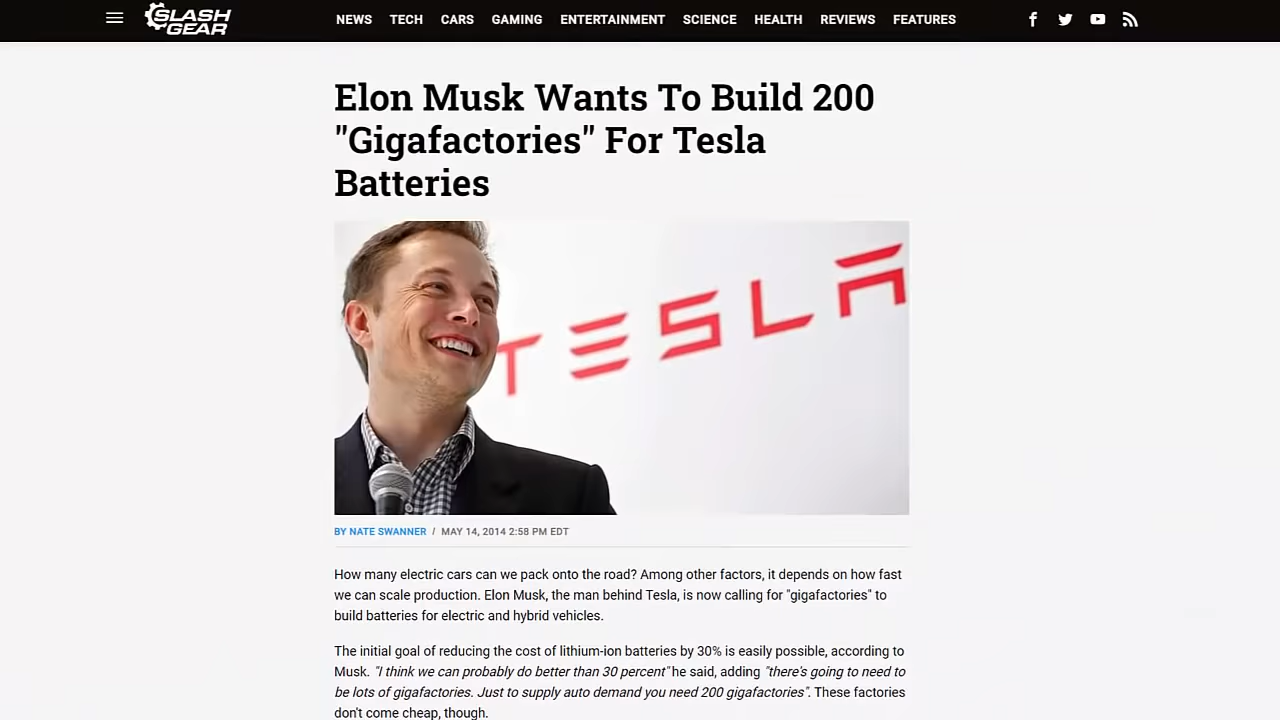 SLASH
GEAR
NEWS TECH CARS GAMING ENTERTAINMENT SCIENCE HEALTH REVIEWS FEATURES
Elon Musk Wants To Build 200
"Gigafactories" For Tesla
Batteries
TESLA
BY NATE SWANNER / MAY 14, 2014 2:58 PM EDT
How many electric cars can we pack onto the road? Among other factors, it depends on how fast
we can scale production. Elon Musk, the man behind Tesla, is now calling for "gigafactories" to
build batteries for electric and hybrid vehicles.
The initial goal of reducing the cost of lithium-ion batteries by 30% is easily possible, according to
Musk. "I think we can probably do better than 30 percent" he said, adding "there's going to need to
be lots of gigafactories. Just to supply auto demand you need 200 gigafactories". These factories
don't come cheap, though.